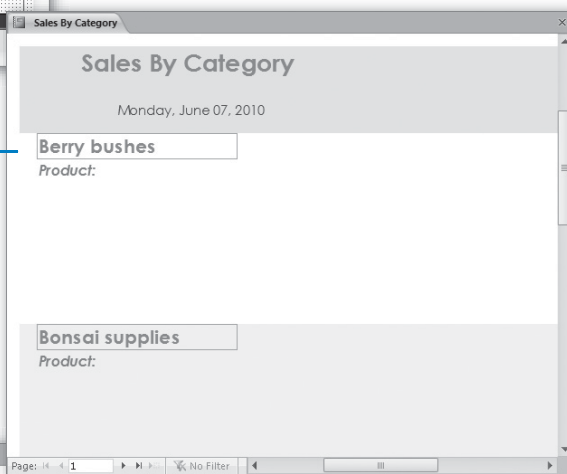 Sales By Category
Sales By Category
Monday, June 07, 2010
Berry bushes
Product:
Bonsai supplies
Product:
Page: 1 No Filter